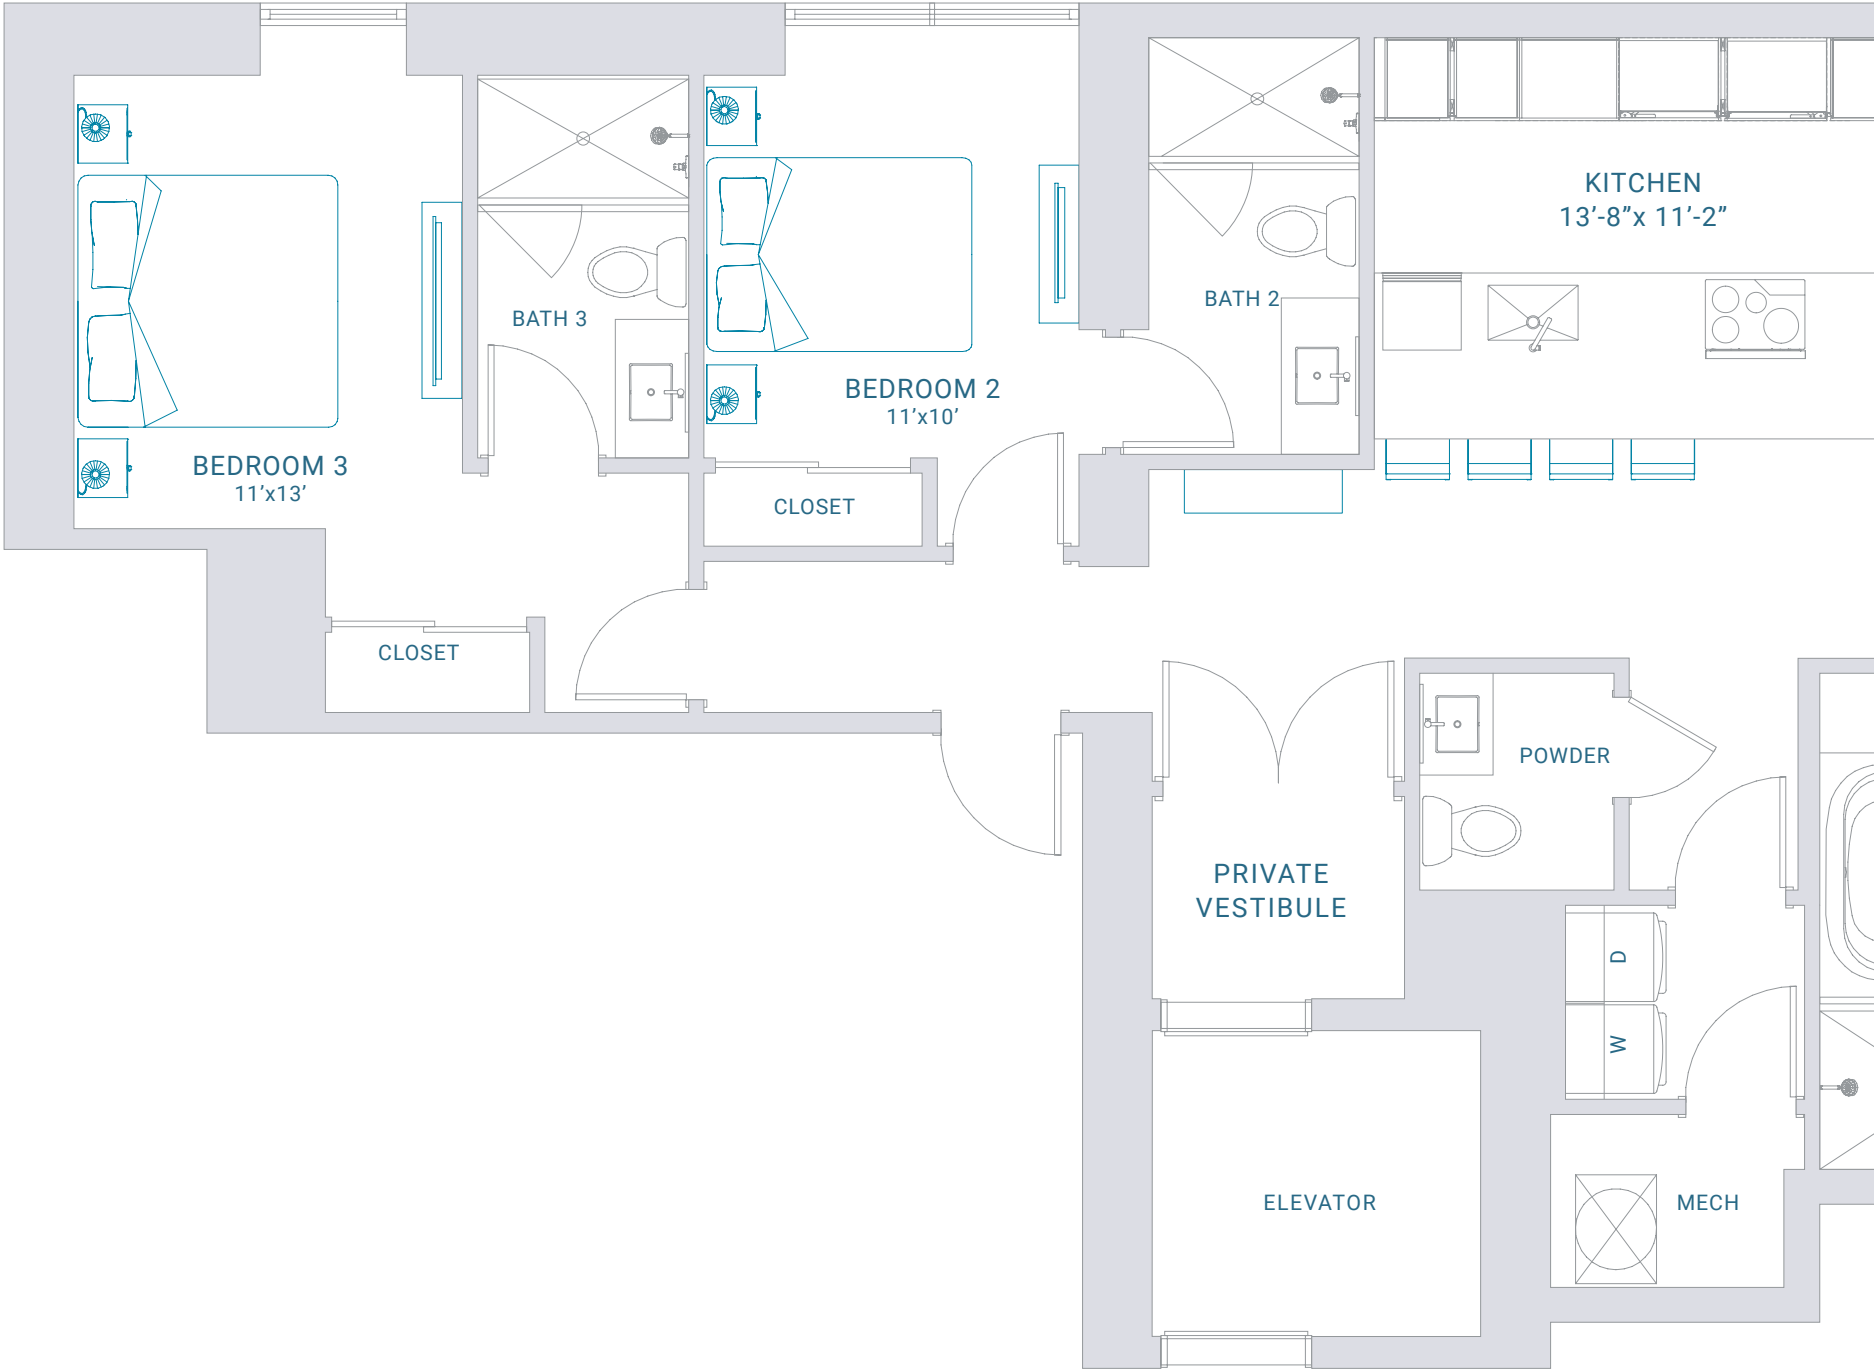 KITCHEN
13’-8”x 11’-2”
BATH 3
BATH 2
BEDROOM 2
11’x10’
BEDROOM 3
11’x13’
CLOSET
CLOSET
POWDER
PRIVATE
VESTIBULE
D
W
ELEVATOR
MECH